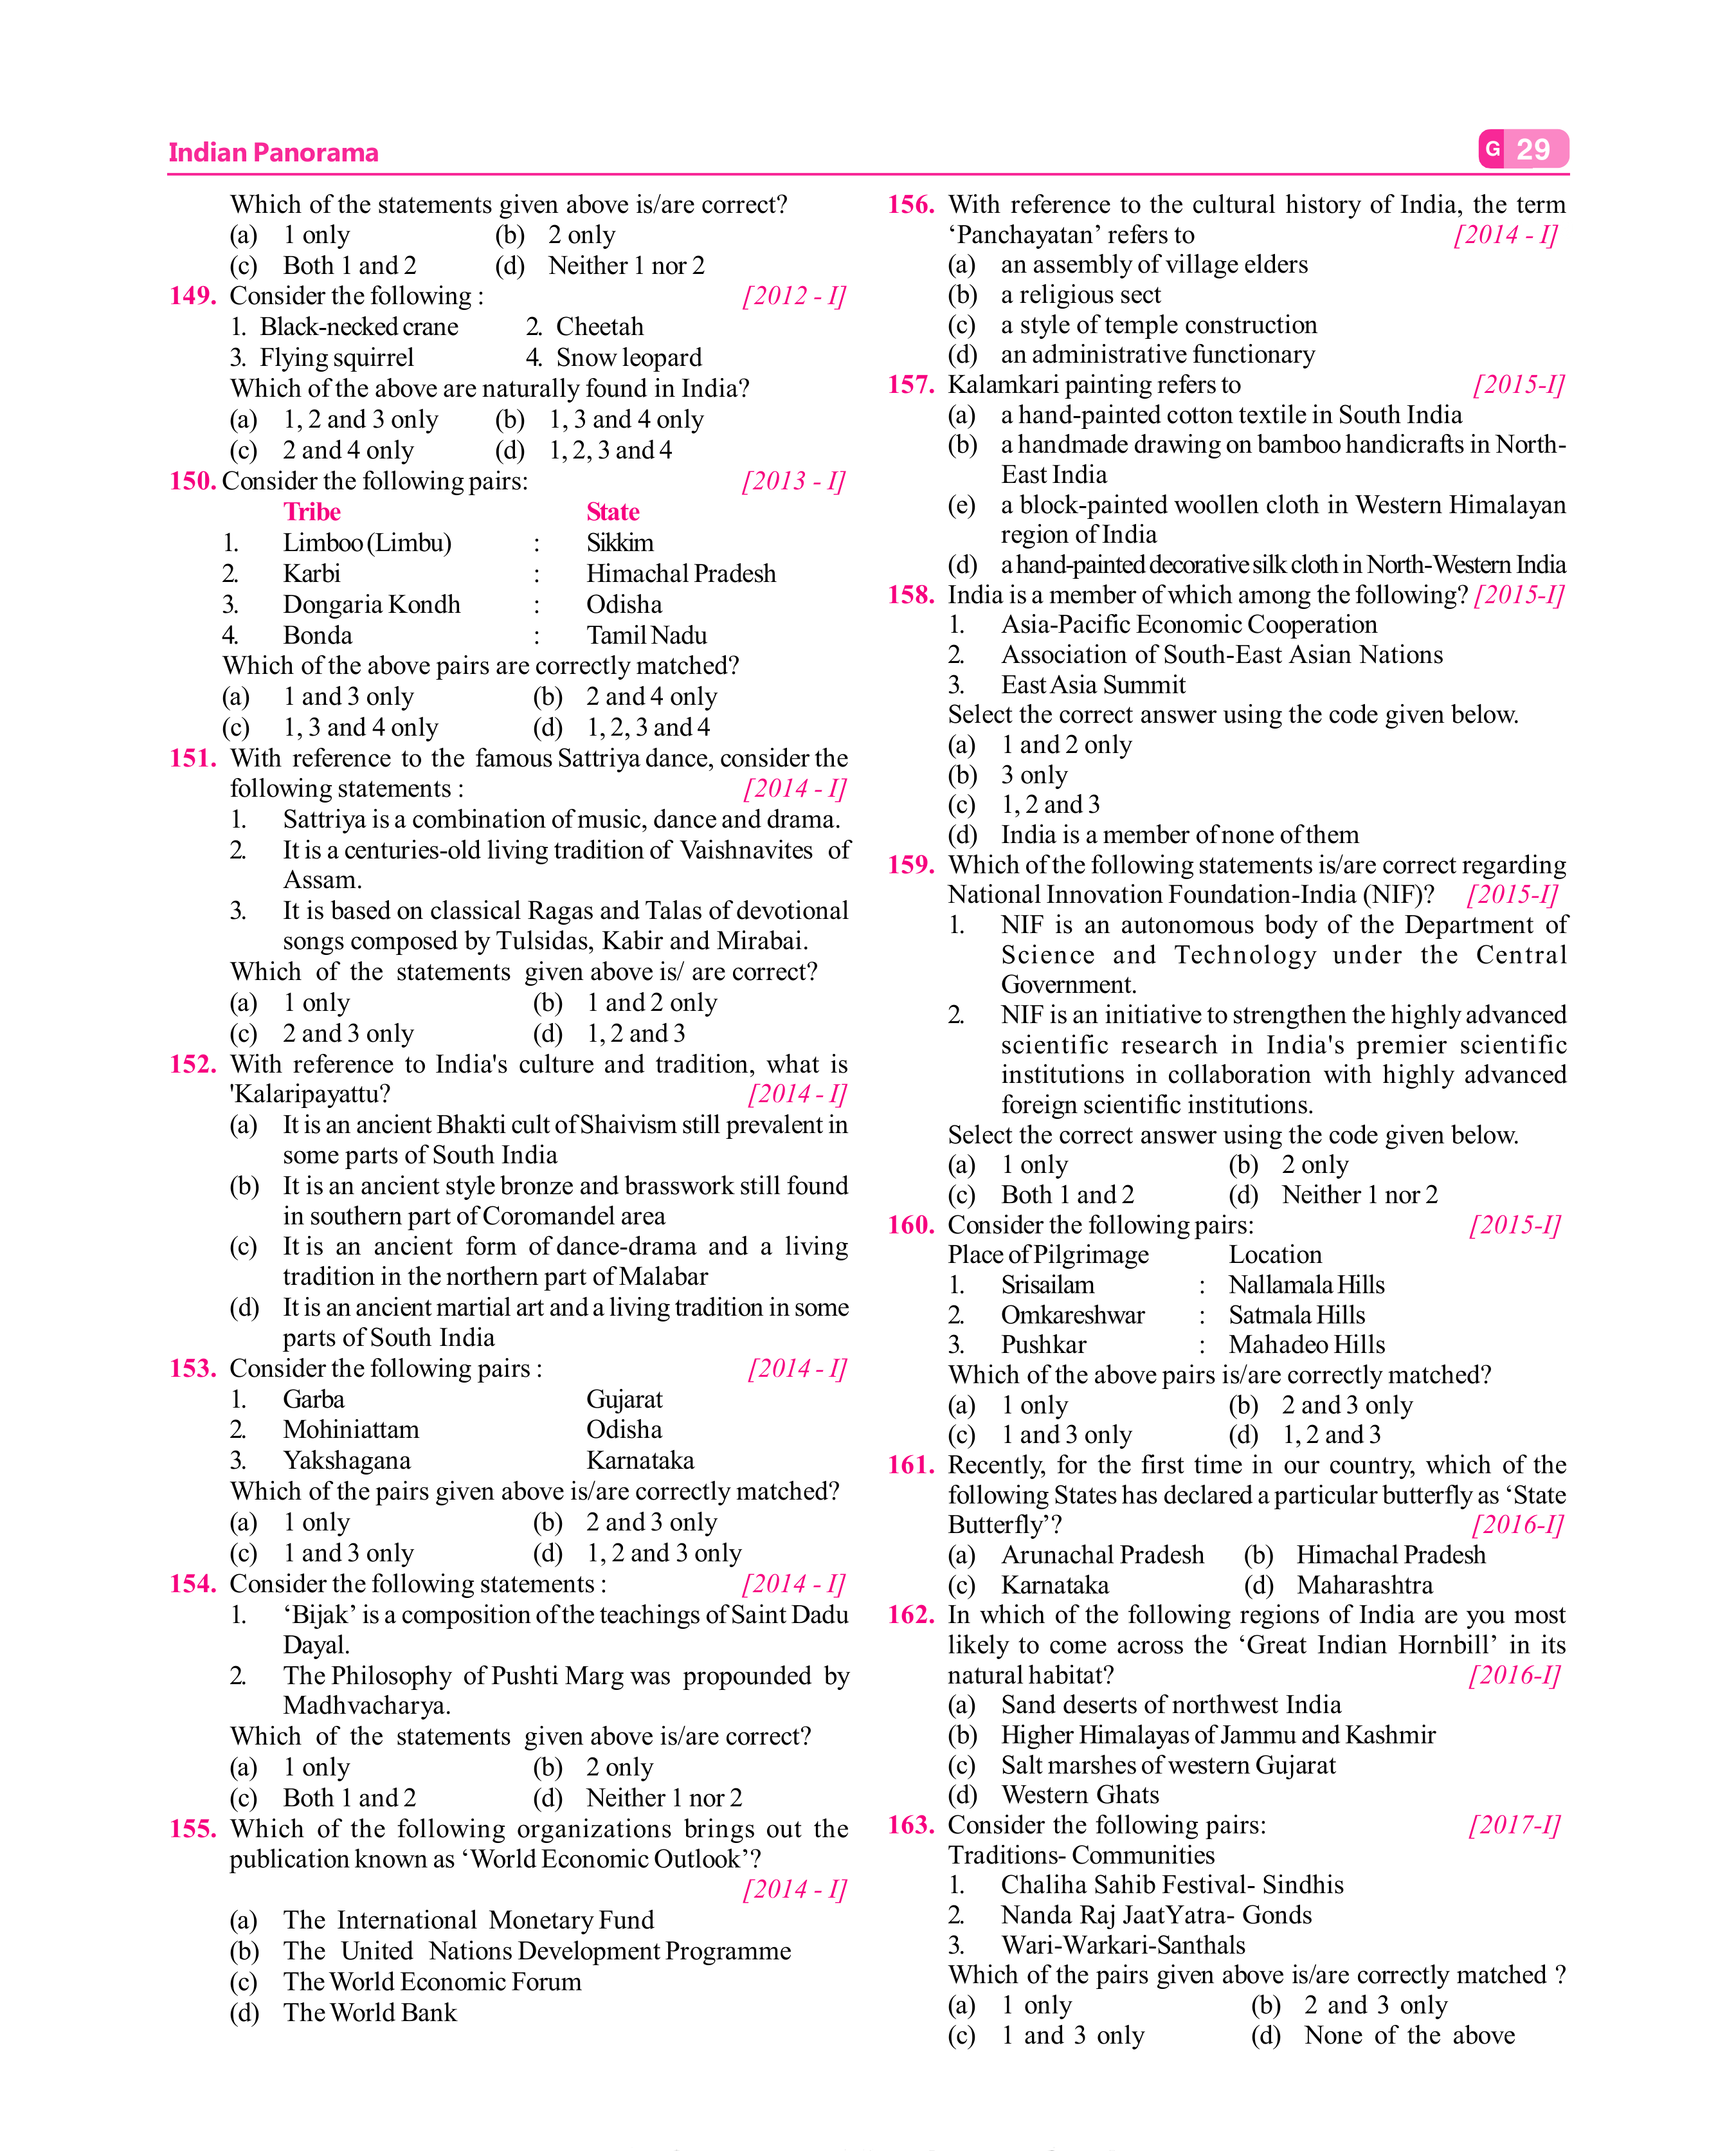 Indian Panorama
G 29
Which of the statements given above is/are correct?
(a) 1 only (b) 2 only
(c) Both 1 and 2 (d) Neither 1 nor 2
149. Consider the following : [2012 - I]
1. Black-necked crane 2. Cheetah
3. Flying squirrel 4. Snow leopard
Which of the above are naturally found in India?
(a) 1, 2 and 3 only (b) 1, 3 and 4 only
(c) 2 and 4 only (d) 1, 2, 3 and 4
150. Consider the following pairs: [2013 - I]
Tribe State
1. Limboo (Limbu) : Sikkim
2. Karbi : Himachal Pradesh
3. Dongaria Kondh : Odisha
4. Bonda : Tamil Nadu
Which of the above pairs are correctly matched?
(a) 1 and 3 only (b) 2 and 4 only
(c) 1, 3 and 4 only (d) 1, 2, 3 and 4
151. With reference to the famous Sattriya dance, consider the
following statements : [2014 - I]
1. Sattriya is a combination of music, dance and drama.
2. It is a centuries-old living tradition of Vaishnavites of
Assam.
3. It is based on classical Ragas and Talas of devotional
songs composed by Tulsidas, Kabir and Mirabai.
Which of the statements given above is/ are correct?
(a) 1 only (b) 1 and 2 only
(c) 2 and 3 only (d) 1, 2 and 3
152. With reference to India's culture and tradition, what is
'Kalaripayattu? [2014 - I]
(a) It is an ancient Bhakti cult of Shaivism still prevalent in
some parts of South India
(b) It is an ancient style bronze and brasswork still found
in southern part of Coromandel area
(c) It is an ancient form of dance-drama and a living
tradition in the northern part of Malabar
(d) It is an ancient martial art and a living tradition in some
parts of South India
153. Consider the following pairs : [2014 - I]
1. Garba Gujarat
2. Mohiniattam Odisha
3. Yakshagana Karnataka
Which of the pairs given above is/are correctly matched?
(a) 1 only (b) 2 and 3 only
(c) 1 and 3 only (d) 1, 2 and 3 only
154. Consider the following statements : [2014 - I]
1. ‘Bijak’ is a composition of the teachings of Saint Dadu
Dayal.
2. The Philosophy of Pushti Marg was propounded by
Madhvacharya.
Which of the statements given above is/are correct?
(a) 1 only (b) 2 only
(c) Both 1 and 2 (d) Neither 1 nor 2
155. Which of the following organizations brings out the
publication known as ‘World Economic Outlook’?
[2014 - I]
(a) The International Monetary Fund
(b) The United Nations Development Programme
(c) The World Economic Forum
(d) The World Bank
156. With reference to the cultural history of India, the term
‘Panchayatan’ refers to [2014 - I]
(a) an assembly of village elders
(b) a religious sect
(c) a style of temple construction
(d) an administrative functionary
157. Kalamkari painting refers to [2015-I]
(a) a hand-painted cotton textile in South India
(b) a handmade drawing on bamboo handicrafts in North-
East India
(e) a block-painted woollen cloth in Western Himalayan
region of India
(d) a hand-painted decorative silk cloth in North-Western India
158. India is a member of which among the following? [2015-I]
1. Asia-Pacific Economic Cooperation
2. Association of South-East Asian Nations
3. East Asia Summit
Select the correct answer using the code given below.
(a) 1 and 2 only
(b) 3 only
(c) 1, 2 and 3
(d) India is a member of none of them
159. Which of the following statements is/are correct regarding
National Innovation Foundation-India (NIF)? [2015-I]
1. NIF is an autonomous body of the Department of
Science and Technology under the Central
Government.
2. NIF is an initiative to strengthen the highly advanced
scientific research in India's premier scientific
institutions in collaboration with highly advanced
foreign scientific institutions.
Select the correct answer using the code given below.
(a) 1 only (b) 2 only
(c) Both 1 and 2 (d) Neither 1 nor 2
160. Consider the following pairs: [2015-I]
Place of Pilgrimage Location
1. Srisailam : Nallamala Hills
2. Omkareshwar : Satmala Hills
3. Pushkar : Mahadeo Hills
Which of the above pairs is/are correctly matched?
(a) 1 only (b) 2 and 3 only
(c) 1 and 3 only (d) 1, 2 and 3
161. Recently, for the first time in our country, which of the
following States has declared a particular butterfly as ‘State
Butterfly’? [2016-I]
(a) Arunachal Pradesh (b) Himachal Pradesh
(c) Karnataka (d) Maharashtra
162. In which of the following regions of India are you most
likely to come across the ‘Great Indian Hornbill’ in its
natural habitat? [2016-I]
(a) Sand deserts of northwest India
(b) Higher Himalayas of Jammu and Kashmir
(c) Salt marshes of western Gujarat
(d) Western Ghats
163. Consider the following pairs: [2017-I]
Traditions- Communities
1. Chaliha Sahib Festival- Sindhis
2. Nanda Raj JaatYatra- Gonds
3. Wari-Warkari-Santhals
Which of the pairs given above is/are correctly matched ?
(a) 1 only (b) 2 and 3 only
(c) 1 and 3 only (d) None of the above